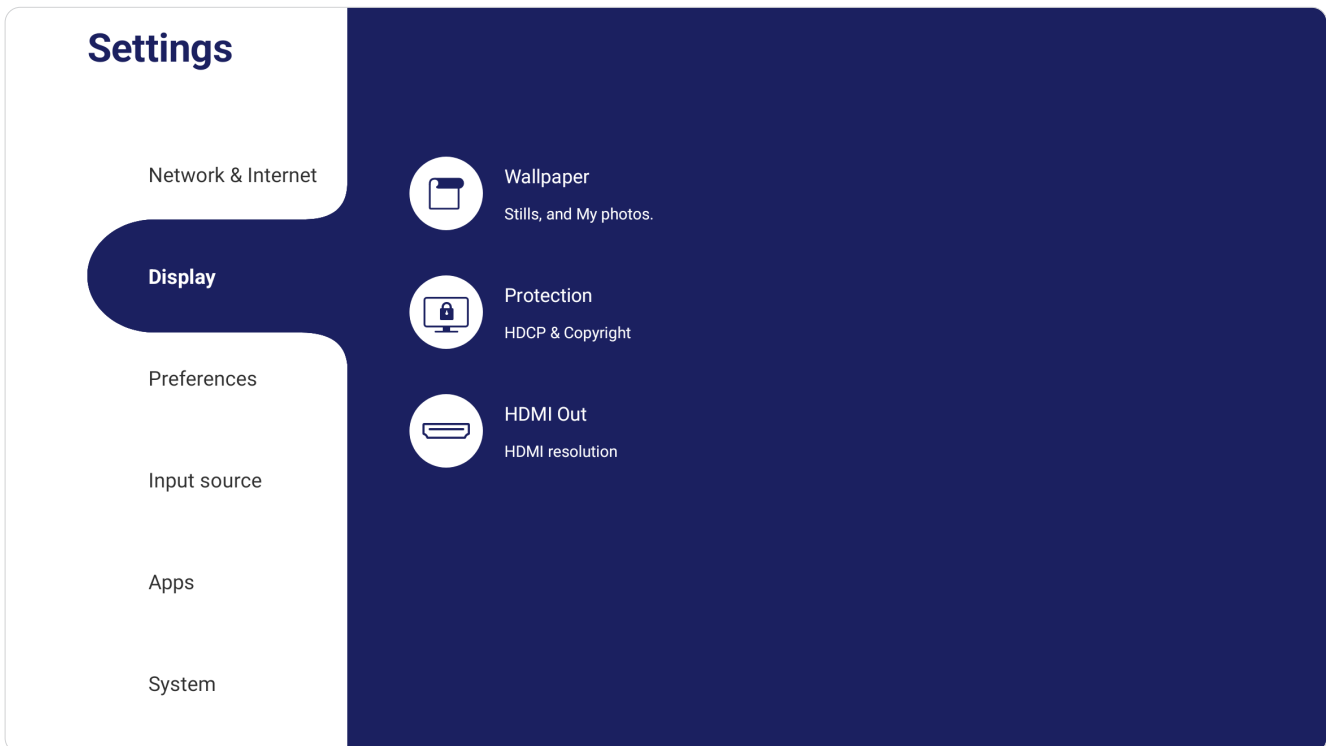 Settings
Network & Internet
Display
Preferences
Input source
Apps
System
Wallpaper
Stills, and My photos.
Protection
HDCP & Copyright
HDMI Out
HDMI resolution